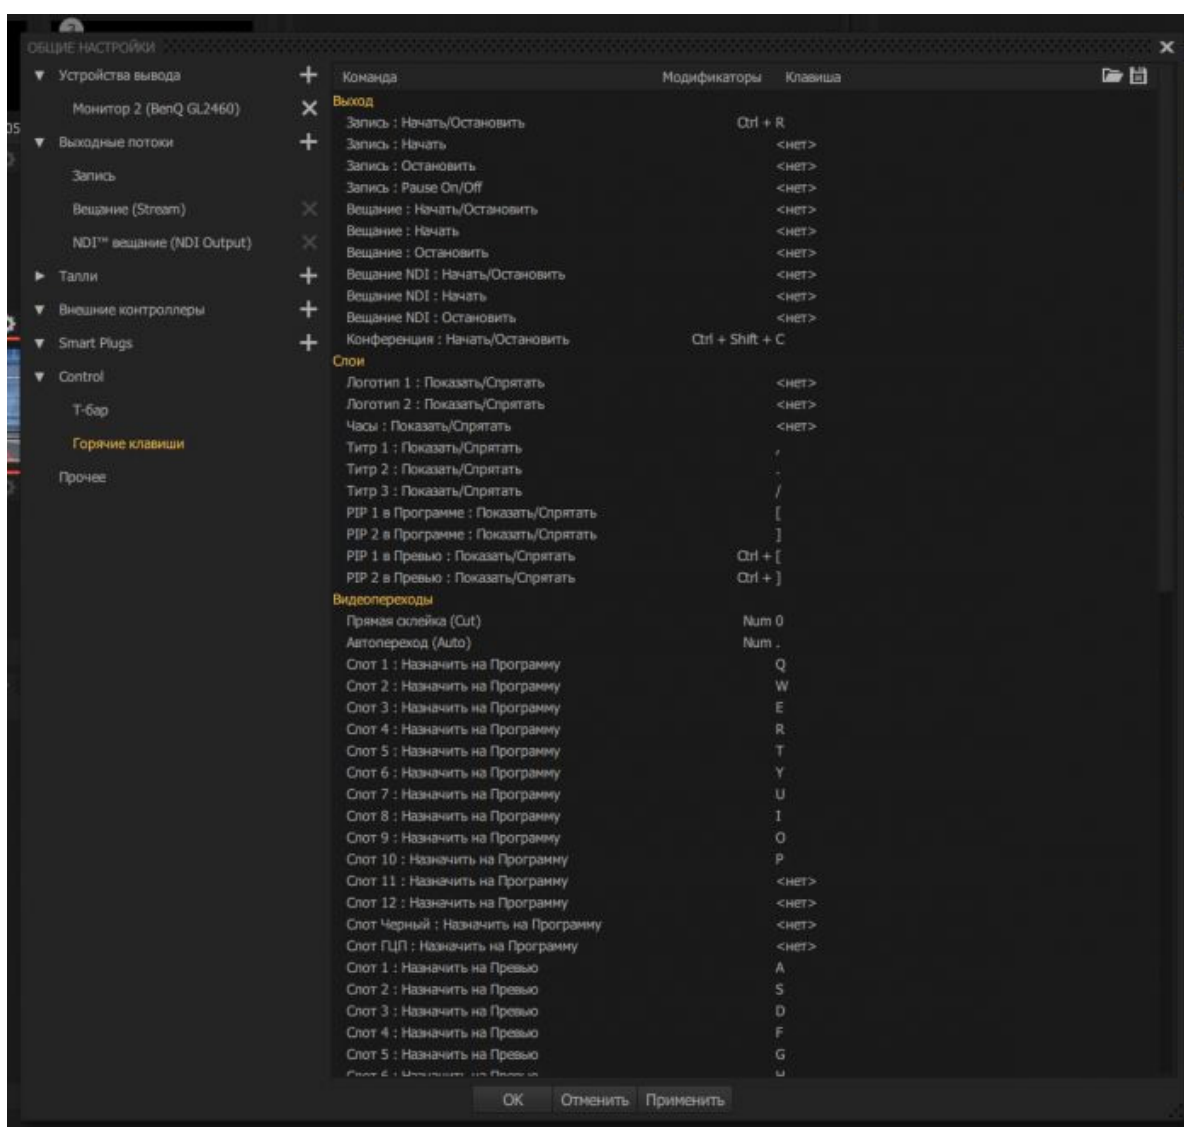 ОБЩИЕ НАСТРОЙКИ
Устройства вывода
Монитор 2 (BenQ GL2460)
Выходные потоки
Запись
Вещание (Stream)
NDI™ вещание (NDI Output)
Талли
Внешние контроллеры
Smart Plugs
Control
Т-бар
Горячие клавиши
Прочее
Команда Модификаторы Клавиша
Выход
Запись : Начать/Остановить Ctrl + R
Запись : Начать <нет>
Запись : Остановить <нет>
Запись : Pause On/Off <нет>
Вещание : Начать/Остановить <нет>
Вещание : Начать <нет>
Вещание : Остановить <нет>
Вещание NDI : Начать/Остановить <нет>
Вещание NDI : Начать <нет>
Вещание NDI : Остановить <нет>
Конференция : Начать/Остановить Ctrl + Shift + C
Слои
Логотип 1 : Показать/Спрятать <нет>
Логотип 2 : Показать/Спрятать <нет>
Часы : Показать/Спрятать <нет>
Титр 1 : Показать/Спрятать ,
Титр 2 : Показать/Спрятать .
Титр 3 : Показать/Спрятать /
PIP 1 в Программе : Показать/Спрятать [
PIP 2 в Программе : Показать/Спрятать ]
PIP 1 в Превью : Показать/Спрятать Ctrl + [
PIP 2 в Превью : Показать/Спрятать Ctrl + ]
Видеопереходы
Прямая склейка (Cut) Num 0
Автопереход (Auto) Num .
Слот 1 : Назначить на Программу Q
Слот 2 : Назначить на Программу W
Слот 3 : Назначить на Программу E
Слот 4 : Назначить на Программу R
Слот 5 : Назначить на Программу T
Слот 6 : Назначить на Программу Y
Слот 7 : Назначить на Программу U
Слот 8 : Назначить на Программу I
Слот 9 : Назначить на Программу O
Слот 10 : Назначить на Программу P
Слот 11 : Назначить на Программу <нет>
Слот 12 : Назначить на Программу <нет>
Слот Черный : Назначить на Программу <нет>
Слот ГЦП : Назначить на Программу <нет>
Слот 1 : Назначить на Превью A
Слот 2 : Назначить на Превью S
Слот 3 : Назначить на Превью D
Слот 4 : Назначить на Превью F
Слот 5 : Назначить на Превью G
Слот 6 : Назначить на Превью H
OK Отменить Применить